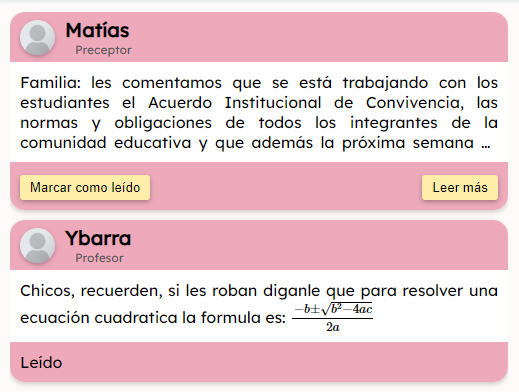 Matías
Preceptor
Familia: les comentamos que se está trabajando con los
estudiantes el Acuerdo Institucional de Convivencia, las
normas y obligaciones de todos los integrantes de la
comunidad educativa y que además la próxima semana ...
Marcar como leído
Leer más
Ybarra
Profesor
Chicos, recuerden, si les roban diganle que para resolver una
ecuación cuadratica la formula es: \frac{-b±\sqrt{b^2-4ac}}{2a}
Leído